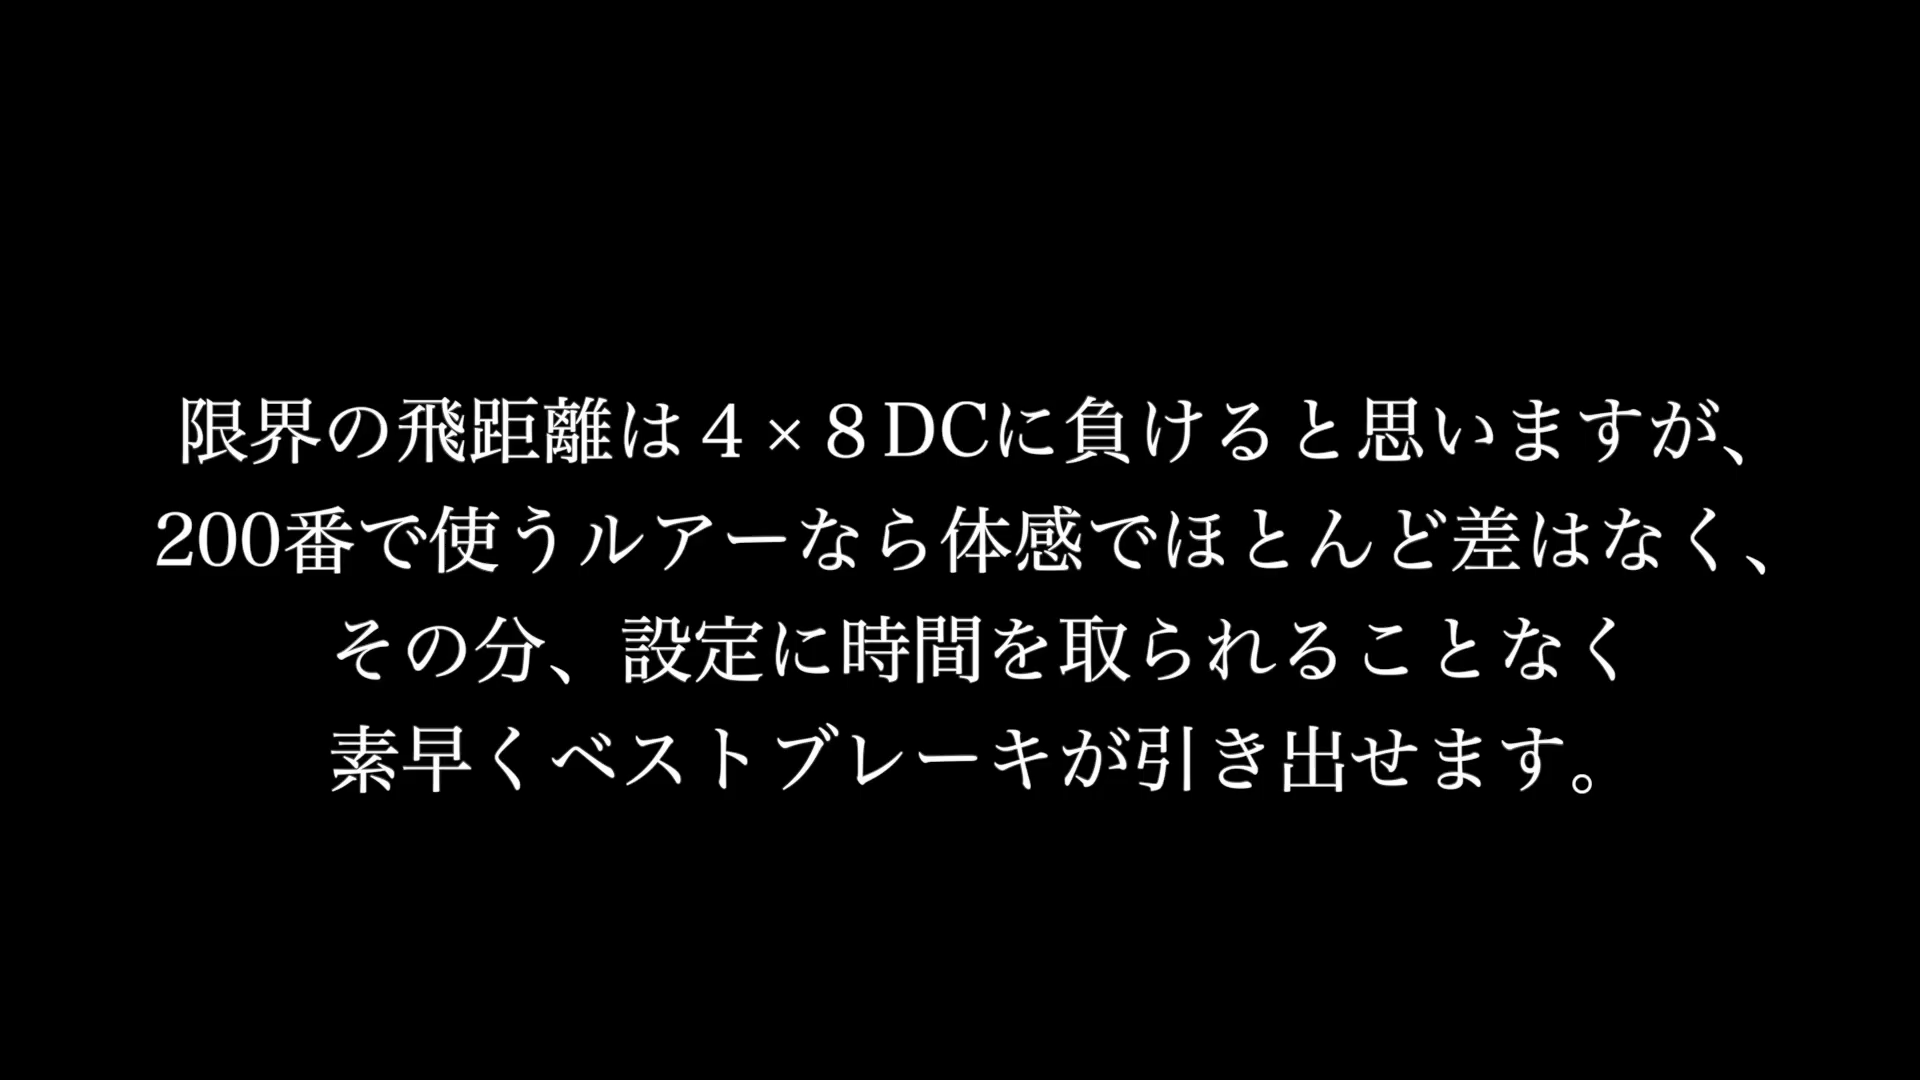 限界の飛距離は４×８DCに負けると思いますが、
200番で使うルアーなら体感でほとんど差はなく、
その分、設定に時間を取られることなく
素早くベストブレーキが引き出せます。